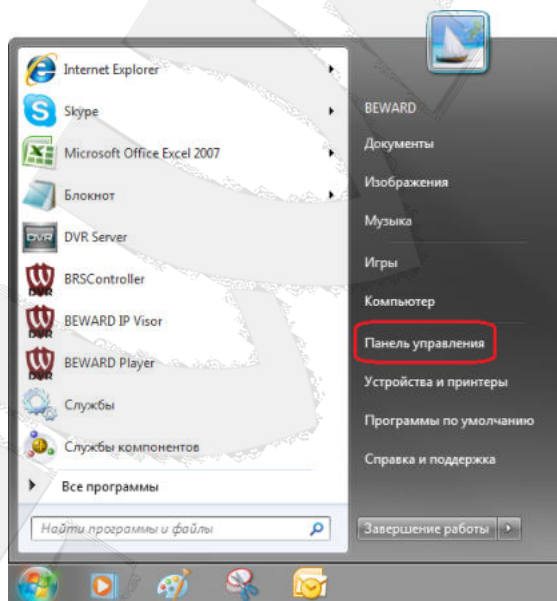 Internet Explorer
Skype
Microsoft Office Excel 2007
Блокнот
DVR Server
BRSController
BEWARD IP Visor
BEWARD Player
Службы
Службы компонентов
Все программы
Найти программы и файлы
BEWARD
Документы
Изображения
Музыка
Игры
Компьютер
Панель управления
Устройства и принтеры
Программы по умолчанию
Справка и поддержка
Завершение работы